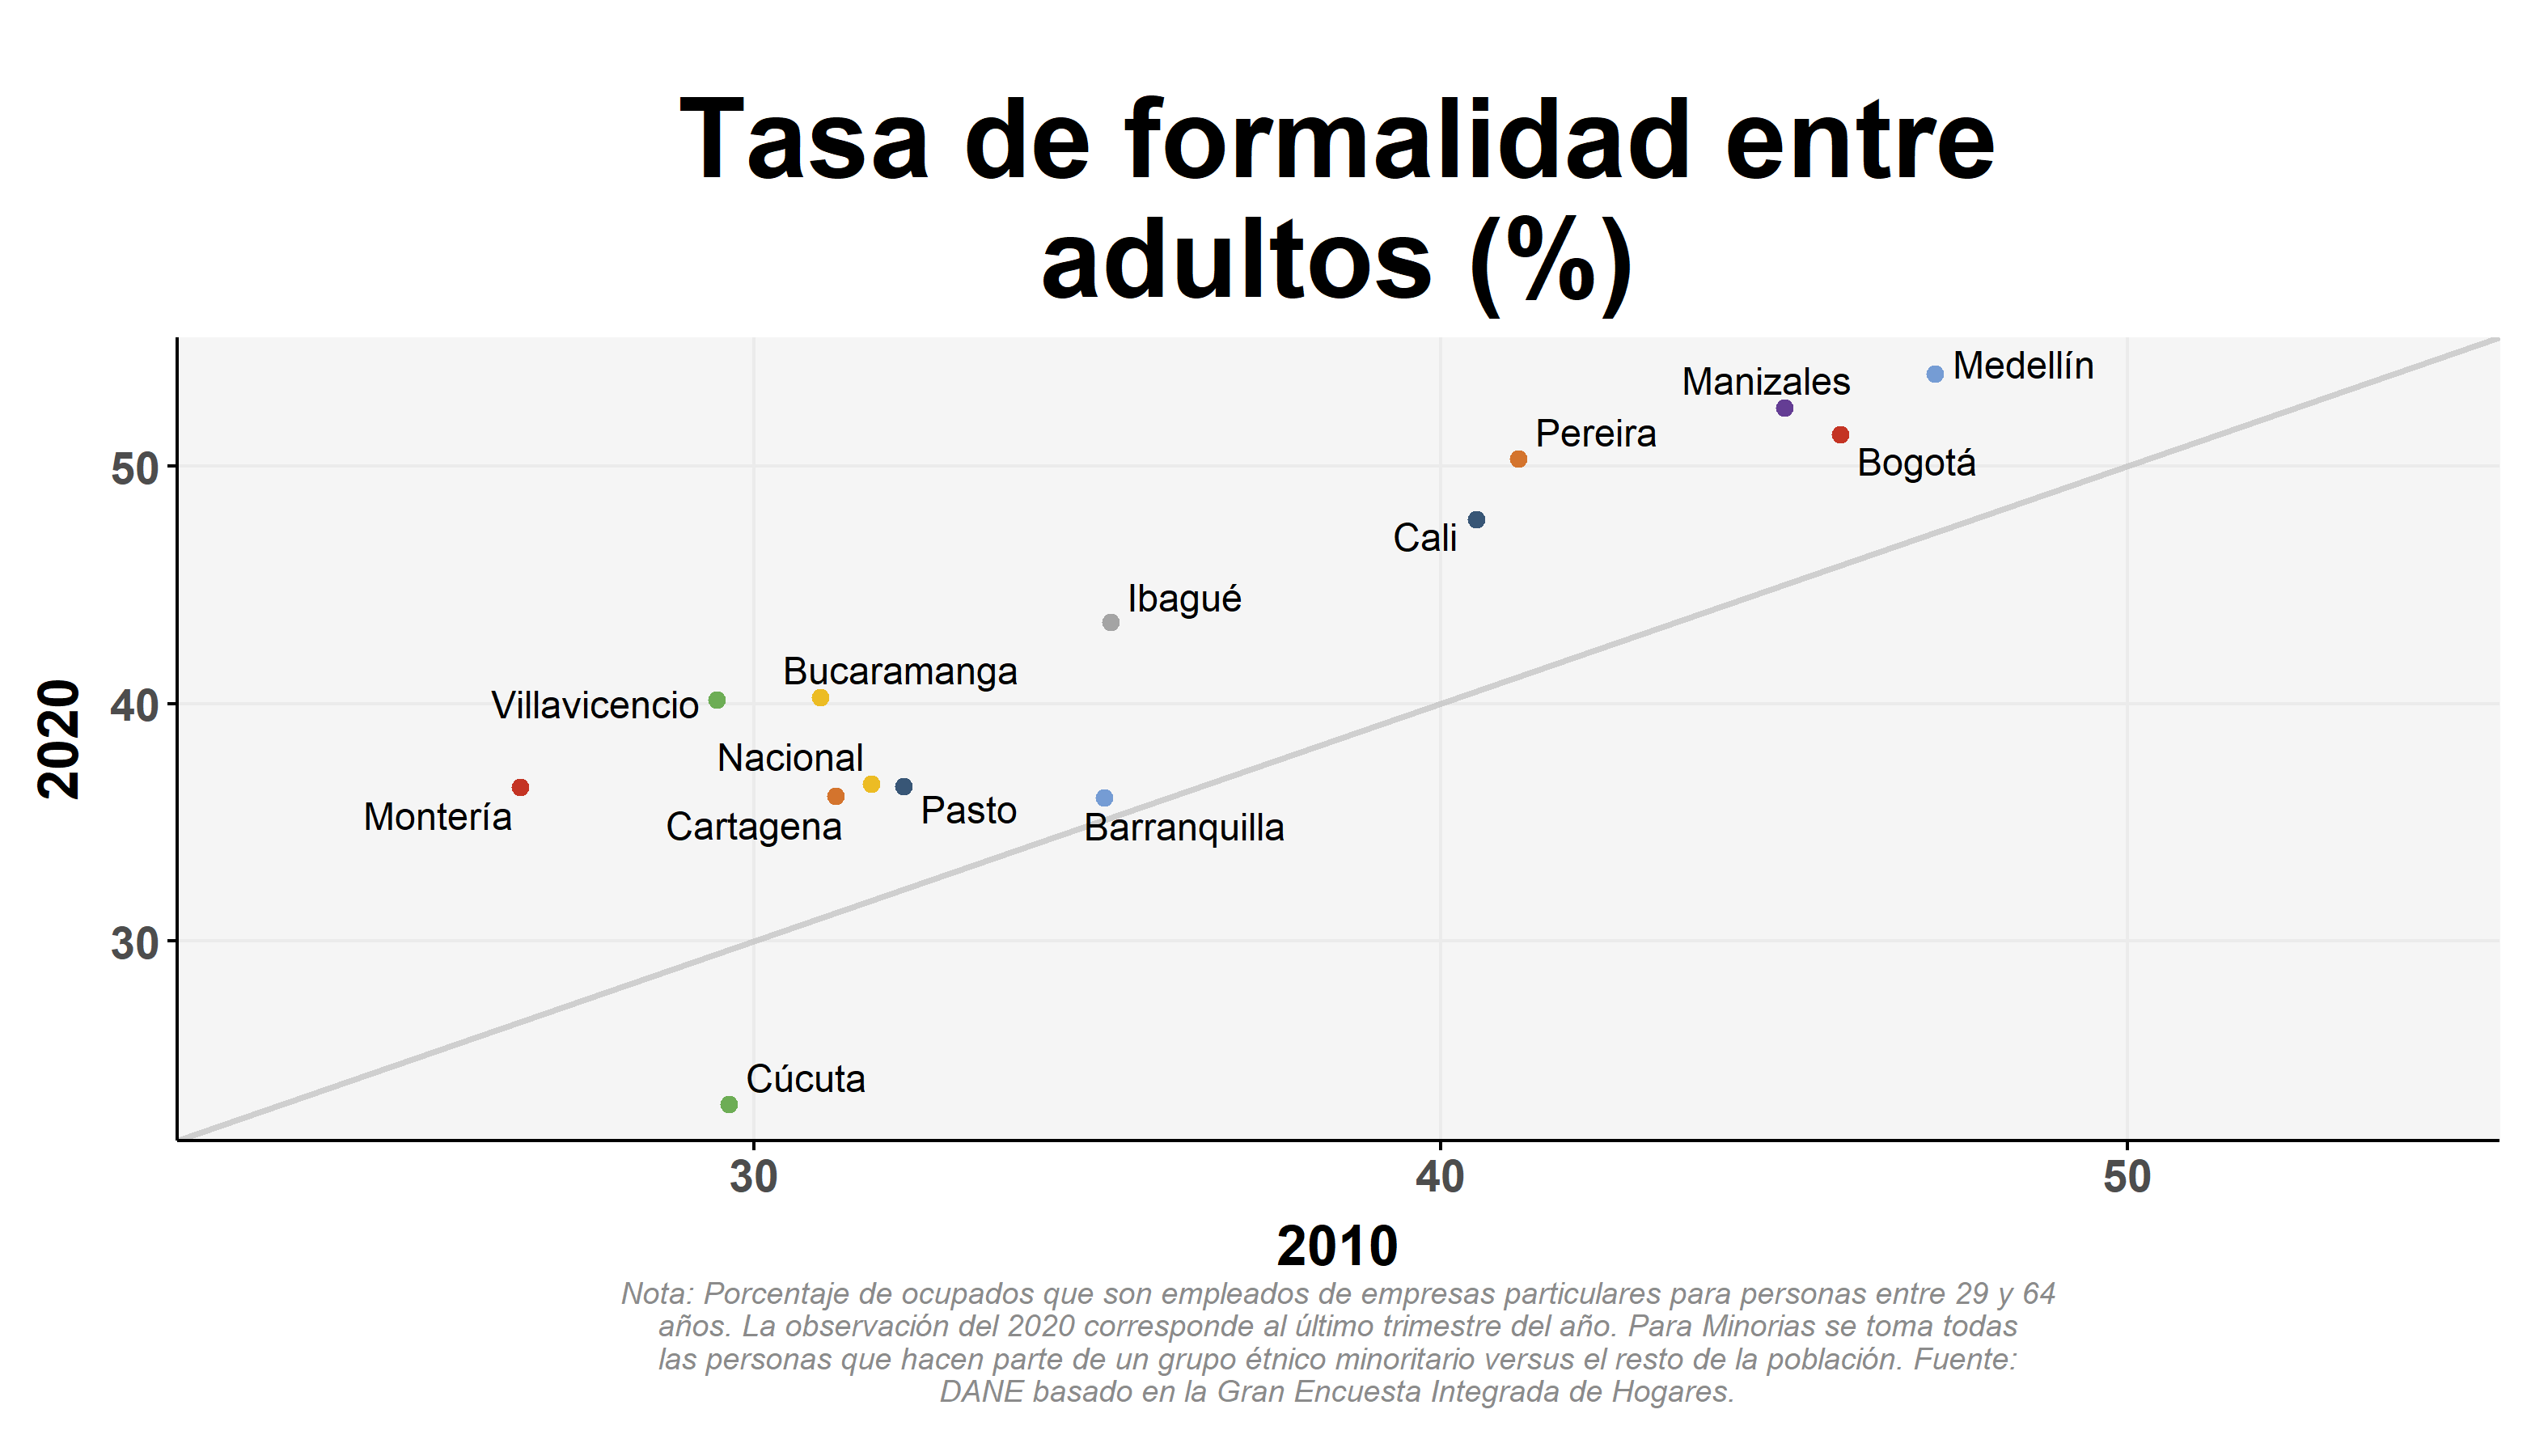 Tasa de formalidad entre
adultos (%)
Medellín
Manizales
Pereira
Bogotá
50
Cali
Ibagué
Bucaramanga
Villavicencio
40
2020
Nacional
Montería
Pasto
Cartagena
Barranquilla
30
Cúcuta
30
40
50
2010
Nota: Porcentaje de ocupados que son empleados de empresas particulares para personas entre 29 y 64
años. La observación del 2020 corresponde al último trimestre del año. Para Minorias se toma todas
las personas que hacen parte de un grupo étnico minoritario versus el resto de la población. Fuente:
DANE basado en la Gran Encuesta Integrada de Hogares.